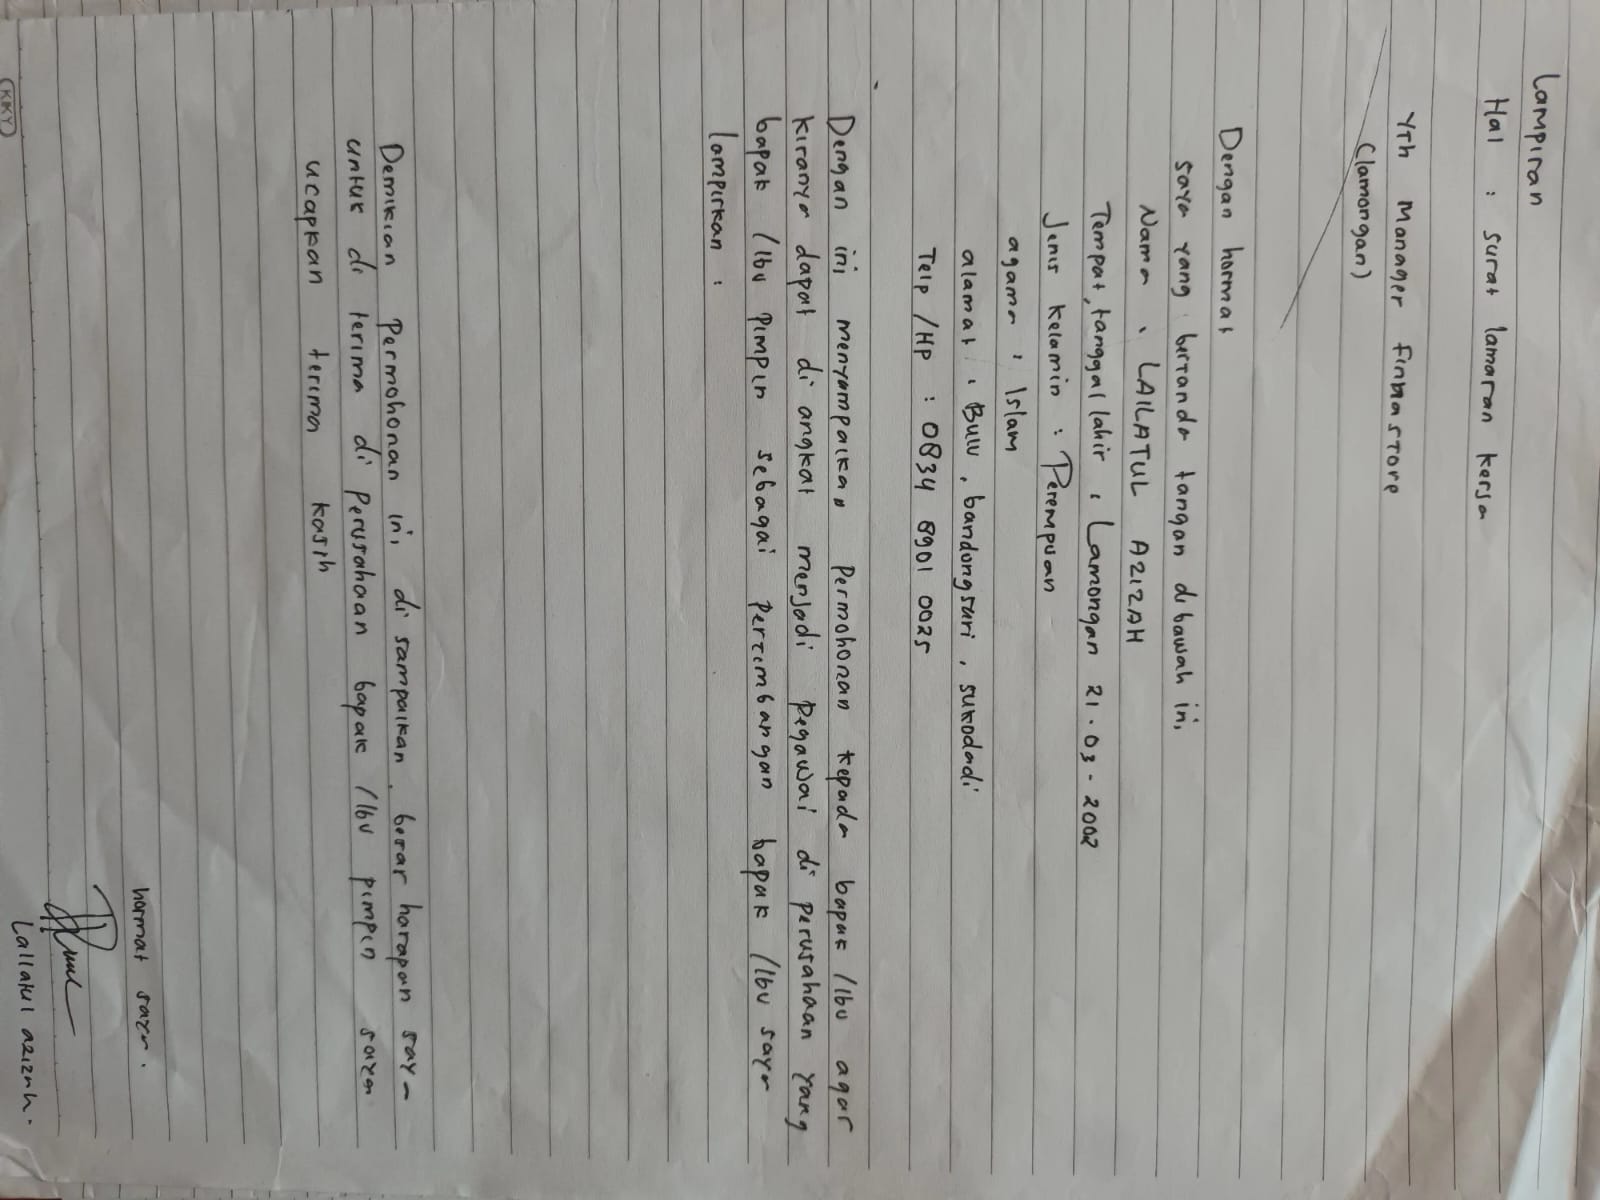 Lampiran
Hal : surat lamaran kerja
Yth Manager finmastore
(lamongan)
Dengan hormat
saya yang bertanda tangan dibawah ini,
Nama : LAILATUL AZIZAH
Tempat, tanggal lahir : Lamongan 21-03-2002
Jenis kelamin : Perempuan
agama : Islam
alamat : Bulu, bandungsari, sukodadi
Telp/HP : 0834 8901 0025
Dengan ini menyampaikan permohonan kepada bapak/Ibu agar
kiranya dapat di angkat menjadi pegawai di perusahaan yang
bapak /Ibu pimpin sebagai pertimbangan bapak /Ibu saya
lampirkan :
Demikian permohonan ini, di sampaikan, besar harapan saya
untuk di terima di perusahaan bapak /Ibu pimpin saya
ucapkan terima kasih
hormat saya.
Lailatul azizah.
KIKY